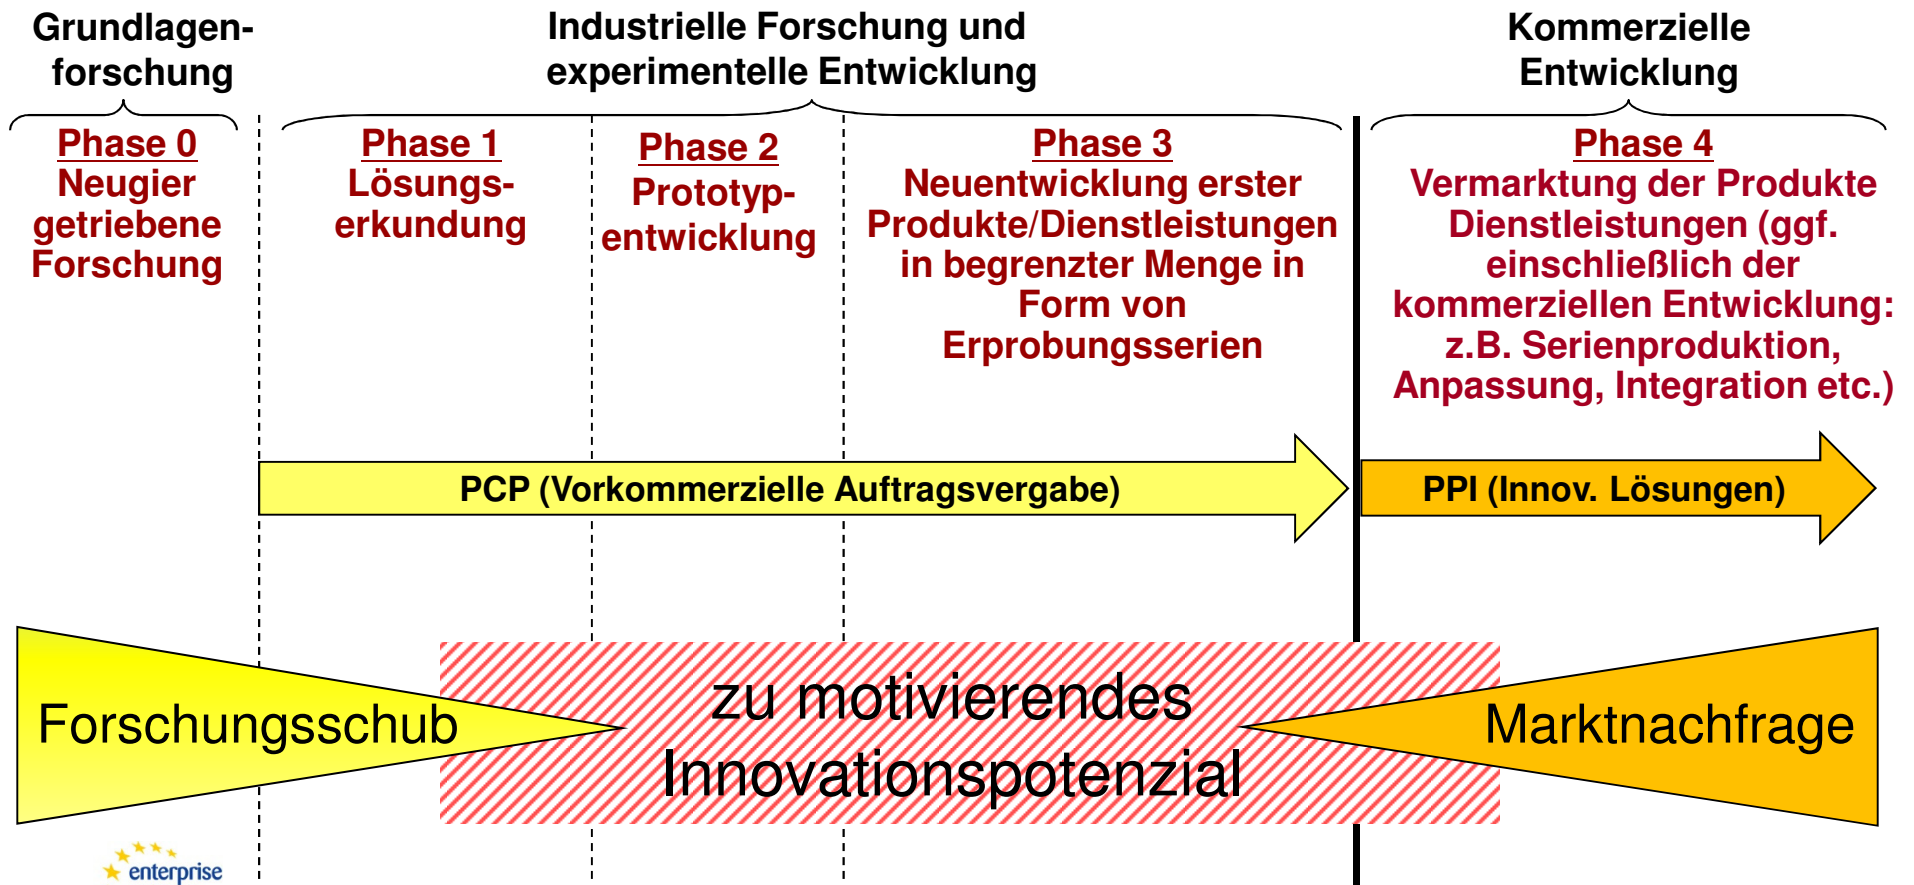 Grundlagen-
forschung
Industrielle Forschung und
experimentelle Entwicklung
Kommerzielle
Entwicklung
Phase 0
Neugier
getriebene
Forschung
Phase 1
Lösungs-
erkundung
Phase 2
Prototyp-
entwicklung
Phase 3
Neuentwicklung erster
Produkte/Dienstleistungen
in begrenzter Menge in
Form von
Erprobungsserien
Phase 4
Vermarktung der Produkte
Dienstleistungen (ggf.
einschließlich der
kommerziellen Entwicklung:
z.B. Serienproduktion,
Anpassung, Integration etc.)
PCP (Vorkommerzielle Auftragsvergabe)
PPI (Innov. Lösungen)
Forschungsschub
zu motivierendes
Innovationspotenzial
Marktnachfrage
enterprise